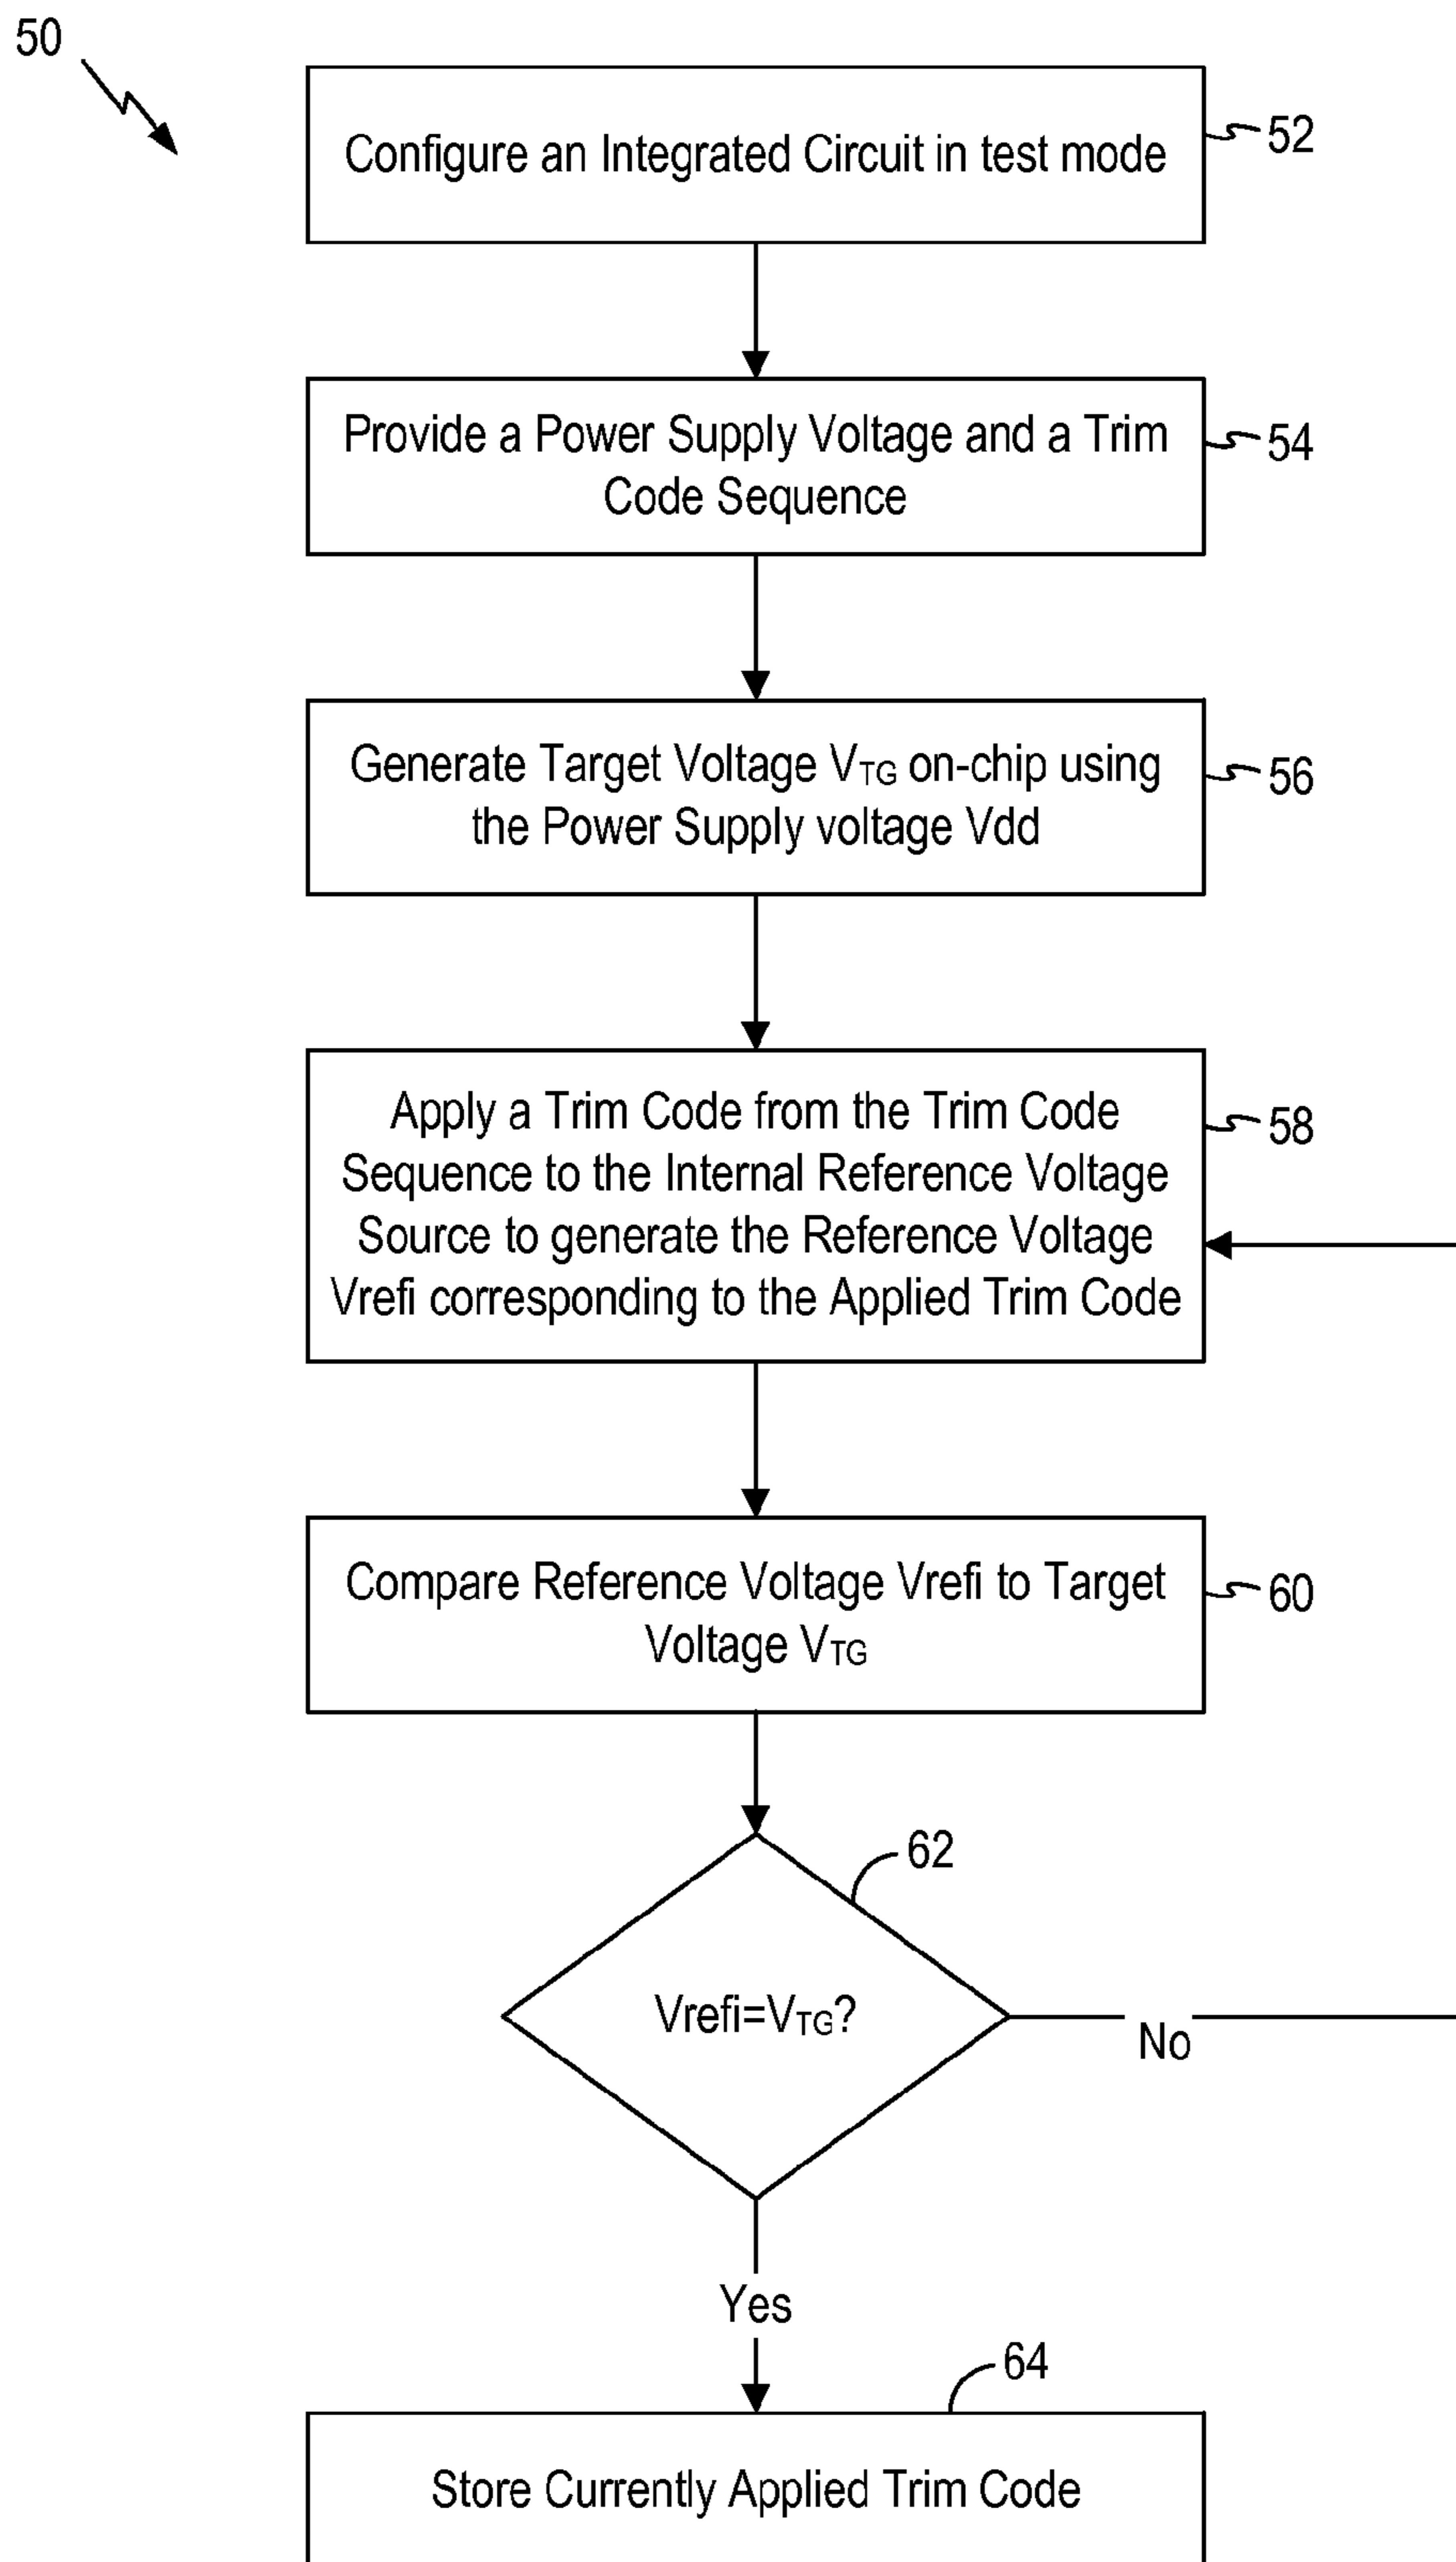 50
Configure an Integrated Circuit in test mode
52
Provide a Power Supply Voltage and a Trim
Code Sequence
54
Generate Target Voltage VTG on-chip using
the Power Supply voltage Vdd
56
Apply a Trim Code from the Trim Code
Sequence to the Internal Reference Voltage
Source to generate the Reference Voltage
Vrefi corresponding to the Applied Trim Code
58
Compare Reference Voltage Vrefi to Target
Voltage VTG
60
62
Vrefi=VTG?
No
Yes
64
Store Currently Applied Trim Code